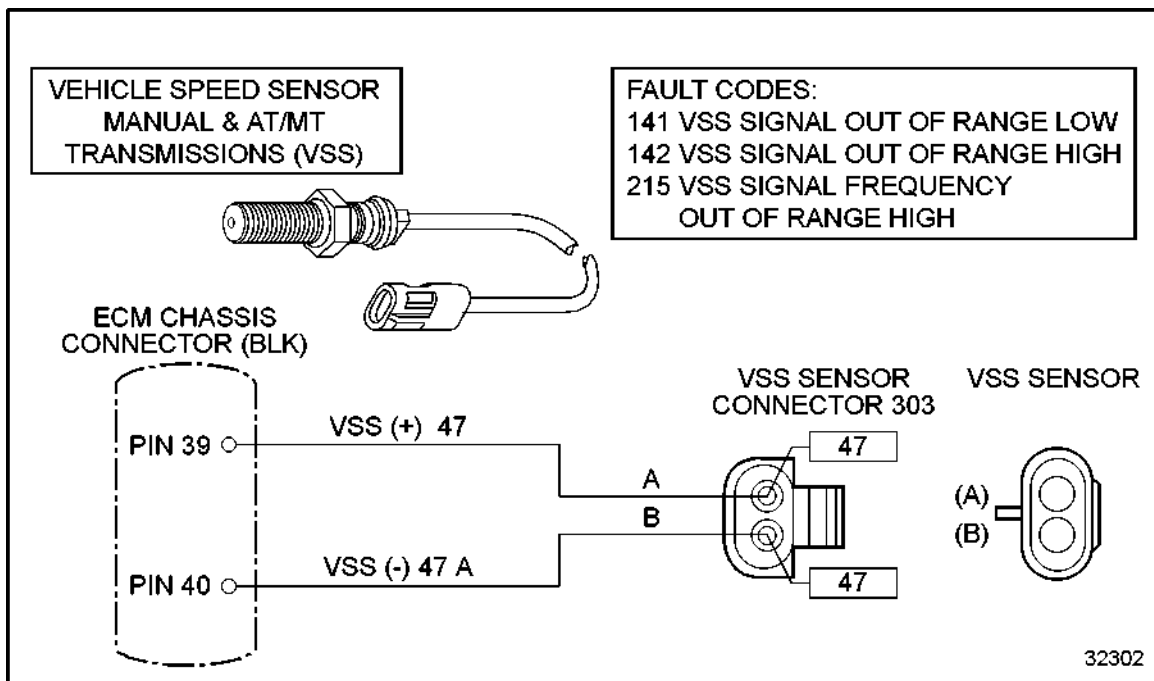 VEHICLE SPEED SENSOR
MANUAL & AT/MT
TRANSMISSIONS (VSS)
FAULT CODES:
141 VSS SIGNAL OUT OF RANGE LOW
142 VSS SIGNAL OUT OF RANGE HIGH
215 VSS SIGNAL FREQUENCY
OUT OF RANGE HIGH
ECM CHASSIS
CONNECTOR (BLK)
PIN 39
VSS (+) 47
PIN 40
VSS (-) 47 A
A
B
VSS SENSOR
CONNECTOR 303
47
47
VSS SENSOR
(A)
(B)
32302